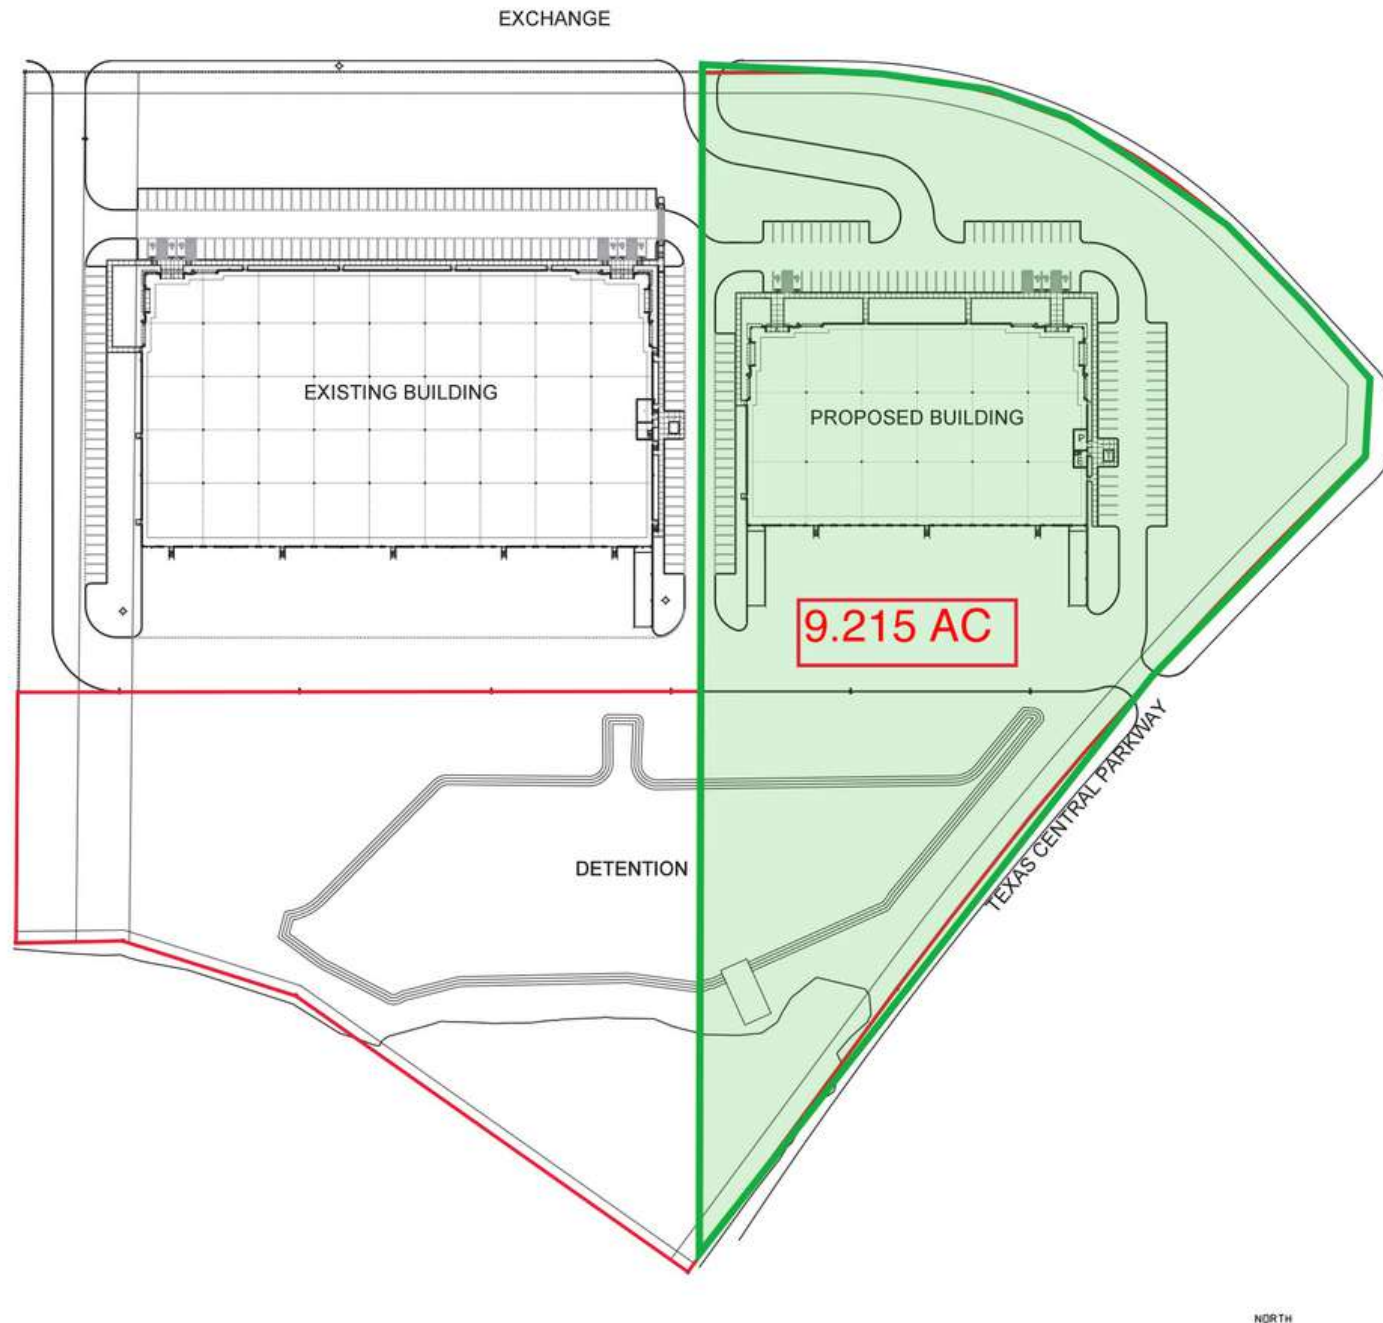 EXCHANGE
EXISTING BUILDING
PROPOSED BUILDING
P
T
9.215 AC
TEXAS CENTRAL PARKWAY
DETENTION
NORTH